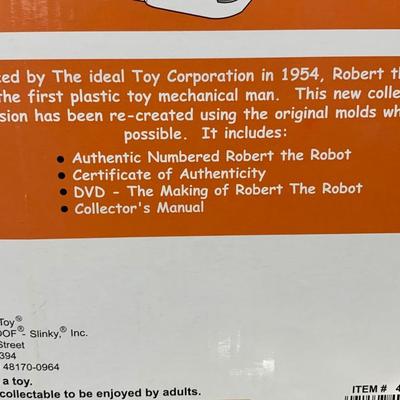 ced by The ideal Toy Corporation in 1954, Robert th
the first plastic toy mechanical man. This new colle
sion has been re-created using the original molds wh
possible. It includes:
• Authentic Numbered Robert the Robot
• Certificate of Authenticity
• DVD - The Making of Robert The Robot
• Collector's Manual
Toy®
OOF® - Slinky,® Inc.
Street
394
48170-0964
a toy.
collectable to be enjoyed by adults.
ITEM # 4